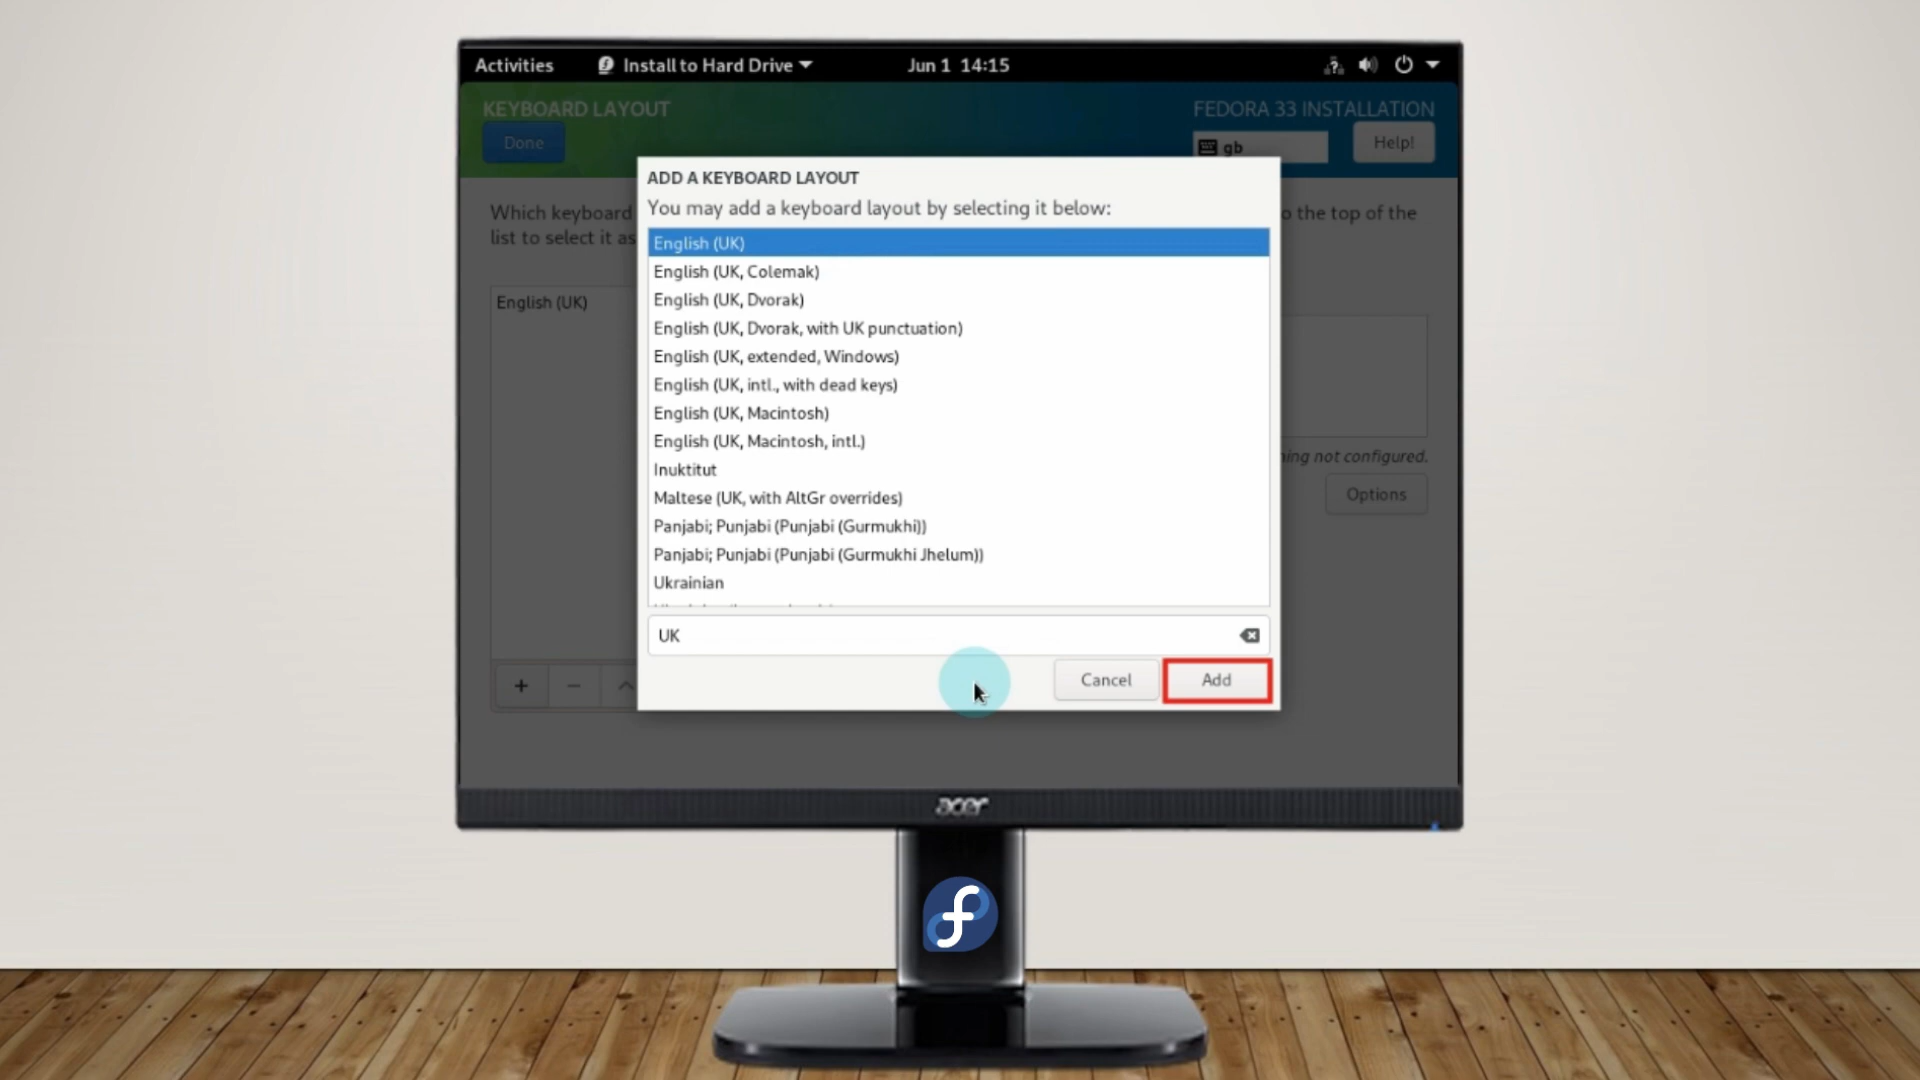 Activities
Install to Hard Drive
Jun 1 14:15
KEYBOARD LAYOUT
FEDORA 33 INSTALLATION
Done
gb
Help!
Which keyboard
o the top of the
list to select it as
English (UK)
ADD A KEYBOARD LAYOUT
You may add a keyboard layout by selecting it below:
English (UK)
English (UK, Colemak)
English (UK, Dvorak)
English (UK, Dvorak, with UK punctuation)
English (UK, extended, Windows)
English (UK, intl., with dead keys)
English (UK, Macintosh)
English (UK, Macintosh, intl.)
Inuktitut
Maltese (UK, with AltGr overrides)
Panjabi; Punjabi (Punjabi (Gurmukhi))
Panjabi; Punjabi (Punjabi (Gurmukhi Jhelum))
Ukrainian
UK
Cancel
Add
not configured.
Options
+
−
acer